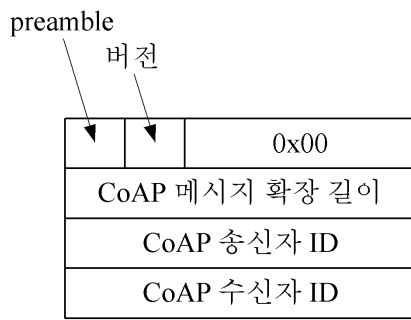 preamble
버전
0x00
CoAP 메시지 확장 길이
CoAP 송신자 ID
CoAP 수신자 ID